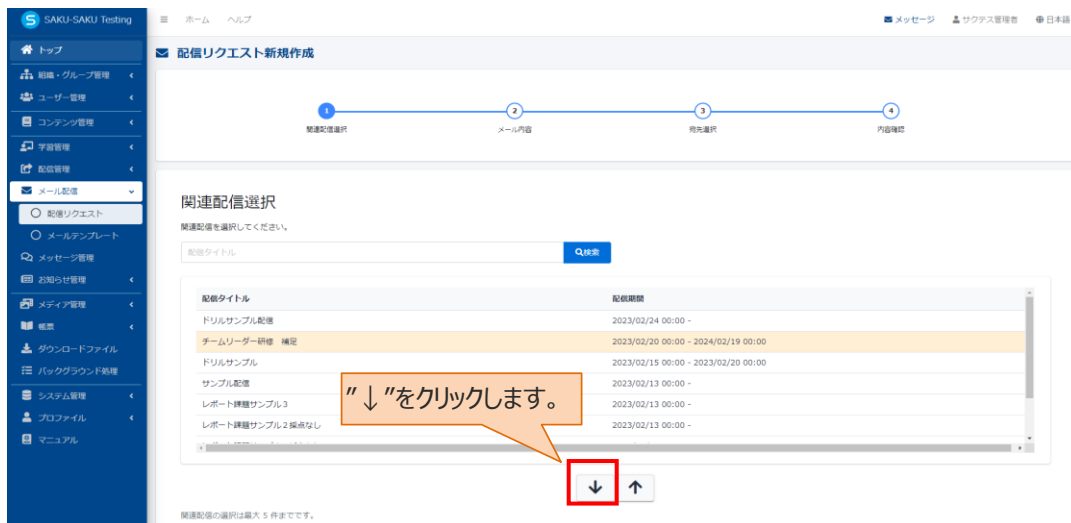 SAKU-SAKU Testing
ホーム ヘルプ
メッセージ サクテス管理者 日本語
トップ
組織・グループ管理
ユーザー管理
コンテンツ管理
学習管理
配信管理
メール配信
配信リクエスト
メールテンプレート
メッセージ管理
お知らせ管理
メディア管理
帳票
ダウンロードファイル
バックグラウンド処理
システム管理
プロファイル
マニュアル
配信リクエスト新規作成
1 2 3 4
関連配信選択 メール内容 宛先選択 内容確認
関連配信選択
関連配信を選択してください。
配信タイトル 検索
配信タイトル 配信期間
ドリルサンプル配信 2023/02/24 00:00 -
チームリーダー研修 補足 2023/02/20 00:00 - 2024/02/19 00:00
ドリルサンプル 2023/02/15 00:00 - 2023/02/20 00:00
サンプル配信 2023/02/13 00:00 -
レポート課題サンプル3 2023/02/13 00:00 -
レポート課題サンプル2採点なし 2023/02/13 00:00 -
"↓"をクリックします。
↓ ↑
関連配信の選択は最大 5 件までです。